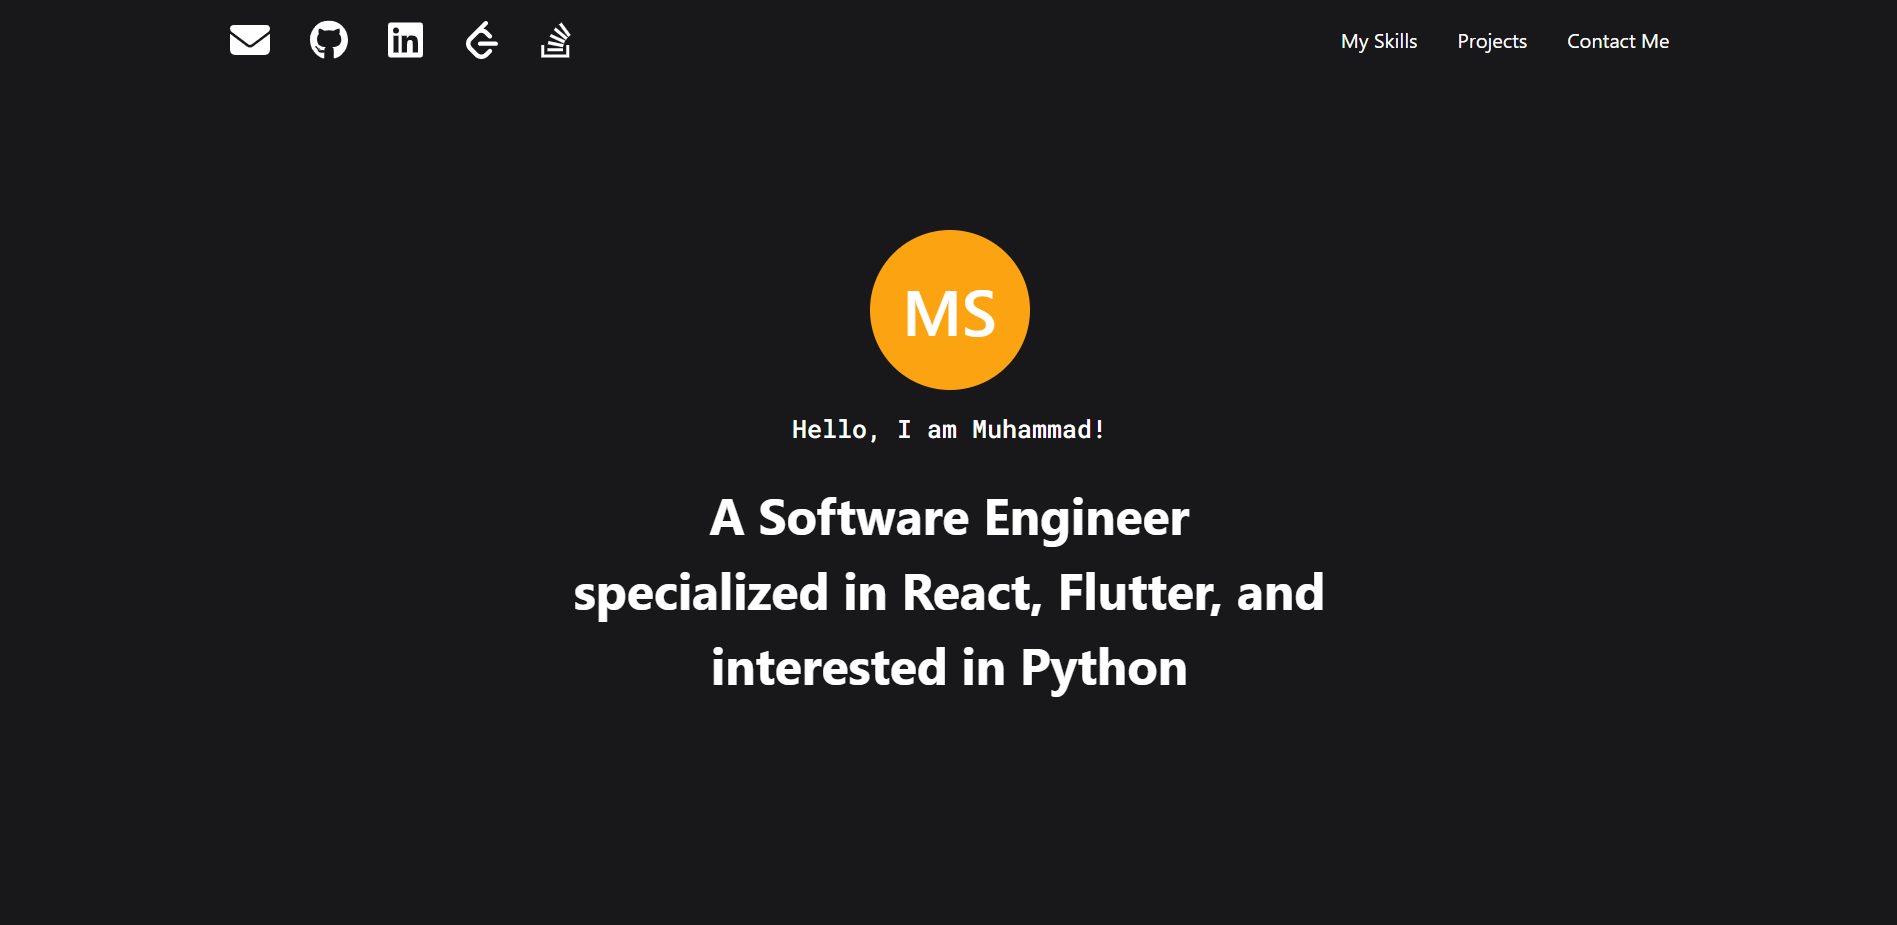 My Skills Projects Contact Me
MS
Hello, I am Muhammad!
A Software Engineer
specialized in React, Flutter, and
interested in Python